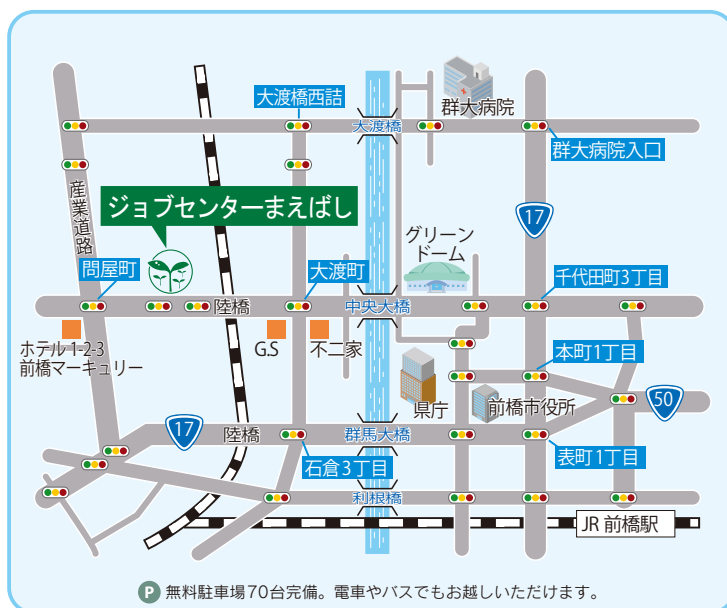 大渡橋西詰
群大病院
大渡橋
群大病院入口
産業道路
ジョブセンターまえばし
17
グリーン
ドーム
問屋町
大渡町
千代田町3丁目
陸橋
中央大橋
ホテル1-2-3
前橋マーキュリー
G.S
不二家
本町1丁目
県庁
前橋市役所
50
17
陸橋
群馬大橋
石倉3丁目
表町1丁目
利根橋
JR 前橋駅
P 無料駐車場70台完備。電車やバスでもお越しいただけます。